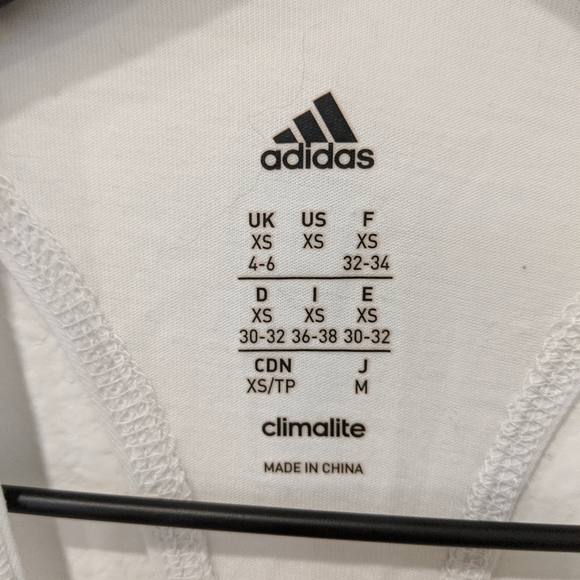 adidas
UK US F
XS XS XS
4-6 32-34
D I E
XS XS XS
30-32 36-38 30-32
CDN J
XS/TP M
climalite
MADE IN CHINA